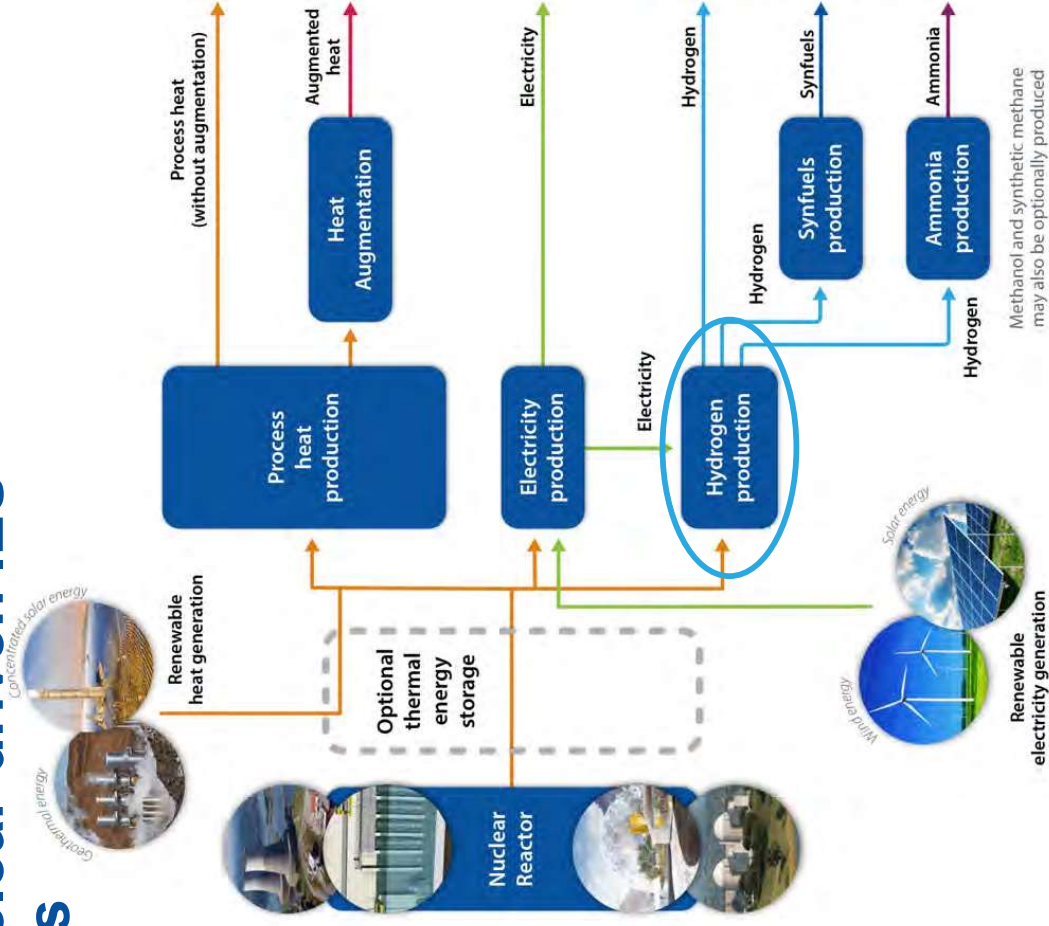 s
Geothermal energy
Concentrated solar energy
Renewable
heat generation
Process heat
(without augmentation)
Process
heat
production
Heat
Augmentation
Augmented
heat
Optional
thermal
energy
storage
Nuclear
Reactor
Electricity
production
Electricity
Electricity
Hydrogen
production
Hydrogen
Hydrogen
Synfuels
production
Synfuels
Hydrogen
Ammonia
production
Ammonia
Wind energy
Solar energy
Renewable
electricity generation
Methanol and synthetic methane
may also be optionally produced